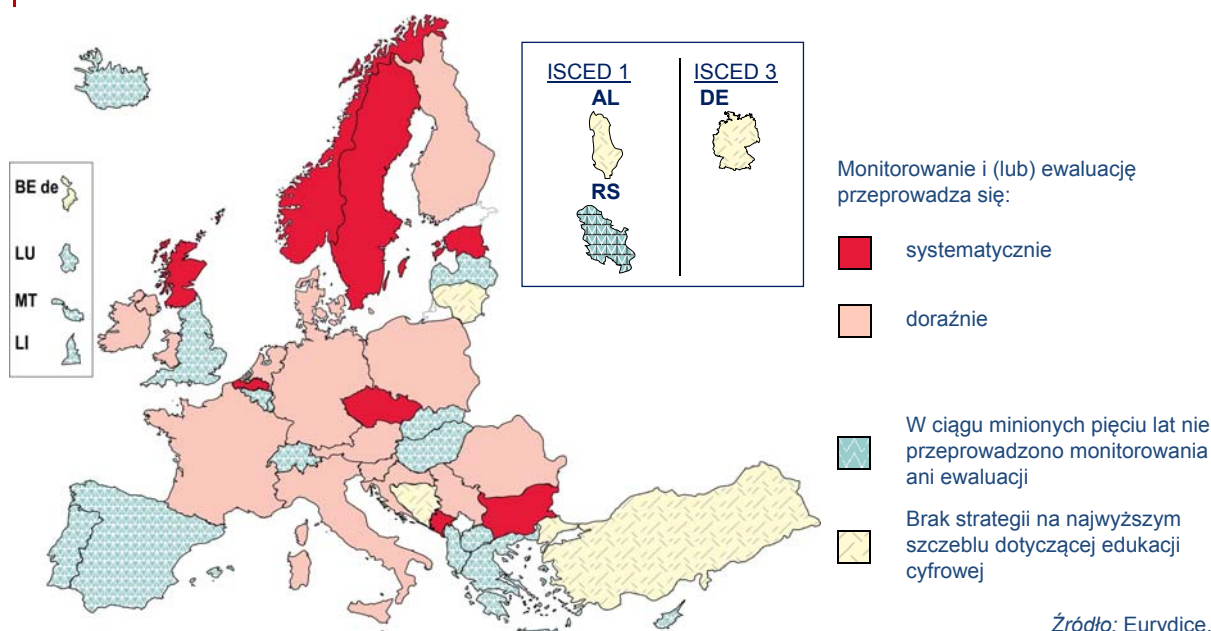 BE de
LU
MT
LI
ISCED 1
AL
RS
ISCED 3
DE
Monitorowanie i (lub) ewaluację
przeprowadza się:
systematycznie
doraźnie
W ciągu minionych pięciu lat nie
przeprowadzono monitorowania
ani ewaluacji
Brak strategii na najwyższym
szczeblu dotyczącej edukacji
cyfrowej
Źródło: Eurydice.